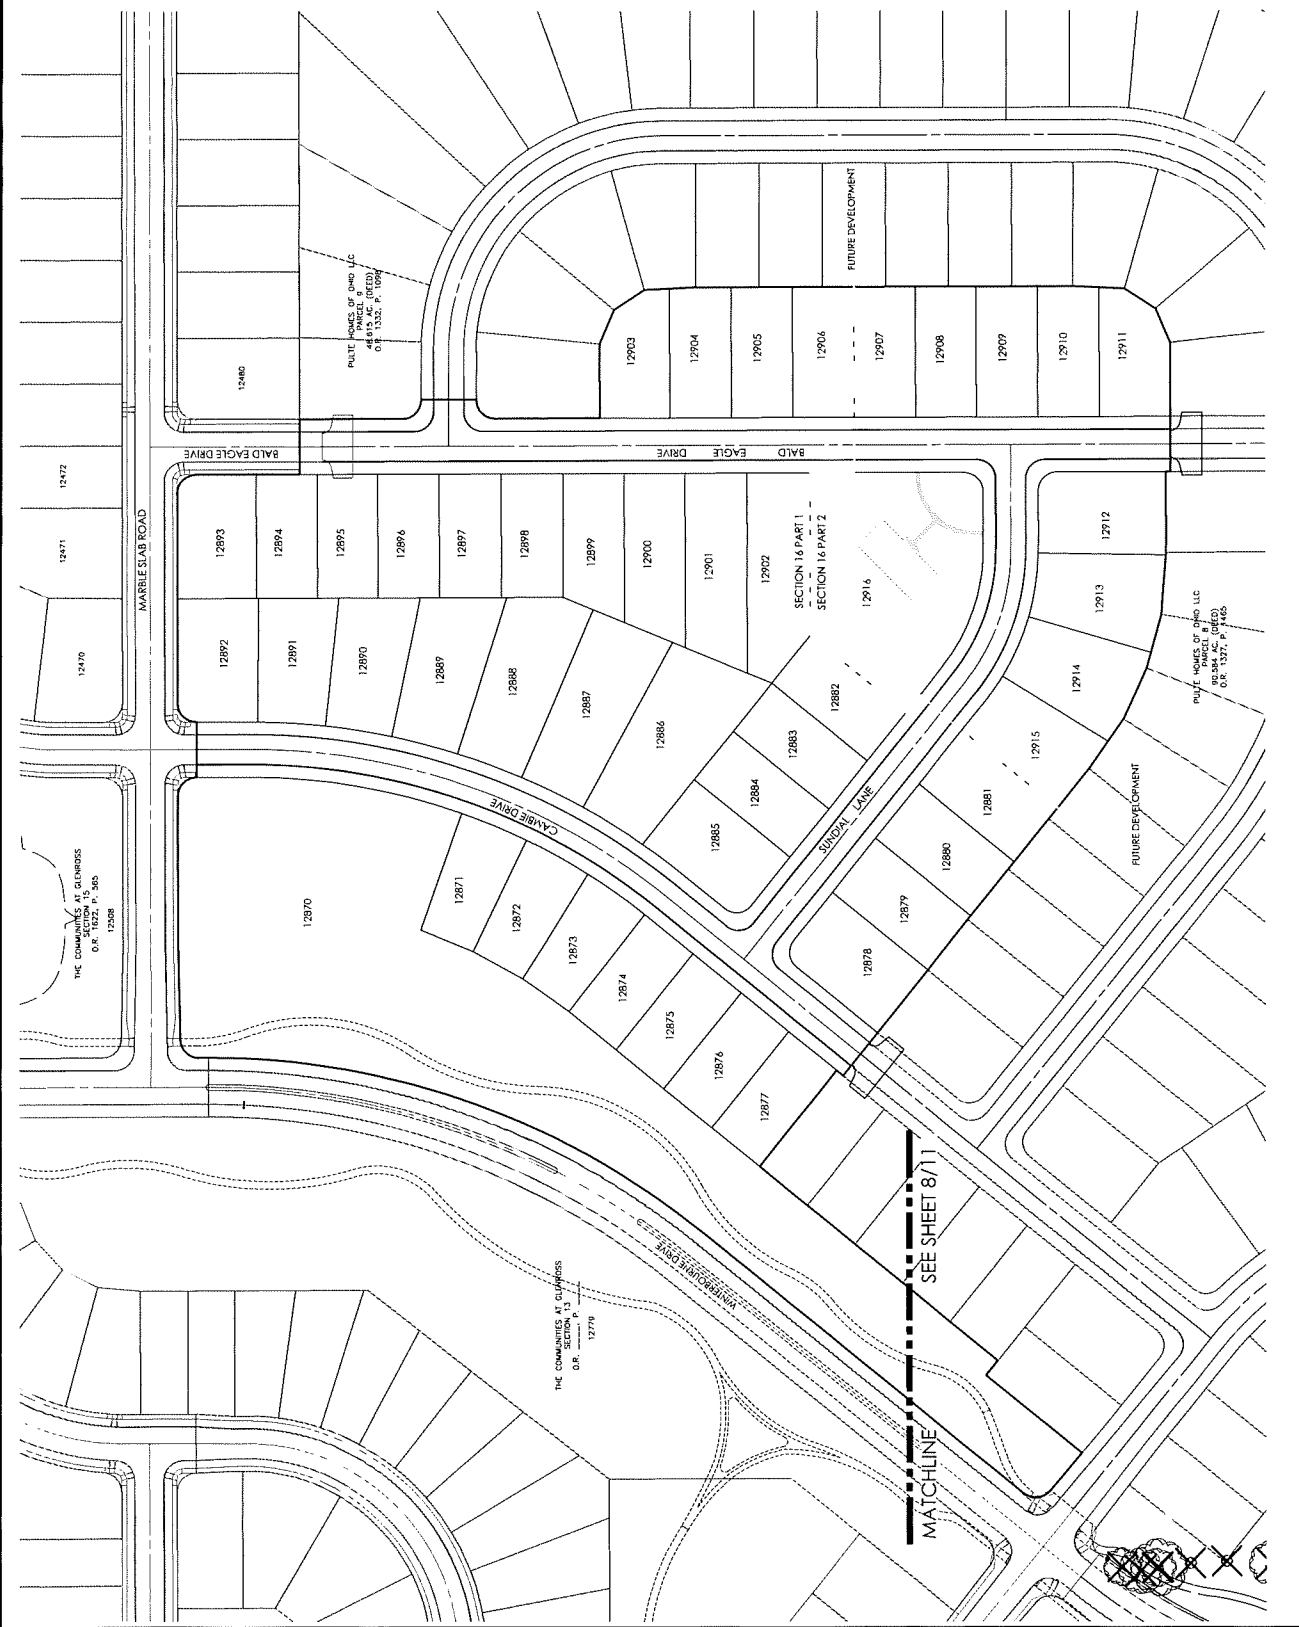 12480
PULTE HOMES OF OHIO LLC
PARCEL 9
48.615 AC. (DEED)
O.R. 1332, P. 1096
12472
12471
12470
MARBLE SLAB ROAD
BALD EAGLE DRIVE
BALD EAGLE DRIVE
FUTURE DEVELOPMENT
12903
12904
12905
12906
12907
12908
12909
12910
12911
12893
12894
12895
12896
12897
12898
12899
12900
12901
12902
SECTION 16 PART 1
SECTION 16 PART 2
12916
12912
12913
12914
12915
PULTE HOMES OF OHIO LLC
PARCEL 8
90.584 AC. (DEED)
O.R. 1327, P. 1465
12892
12891
12890
12889
12888
12887
12886
12882
12883
12884
12885
CAMBIE DRIVE
SUNDIAL LANE
12881
12880
12879
12878
FUTURE DEVELOPMENT
THE COMMUNITIES AT GLENROSS
SECTION 15
O.R. 1622, P. 565
12508
12870
12871
12872
12873
12874
12875
12876
12877
WINTERBOURNE DRIVE
THE COMMUNITIES AT GLENROSS
SECTION 13
O.R. ____, P. ____
12779
MATCHLINE
SEE SHEET 8/11